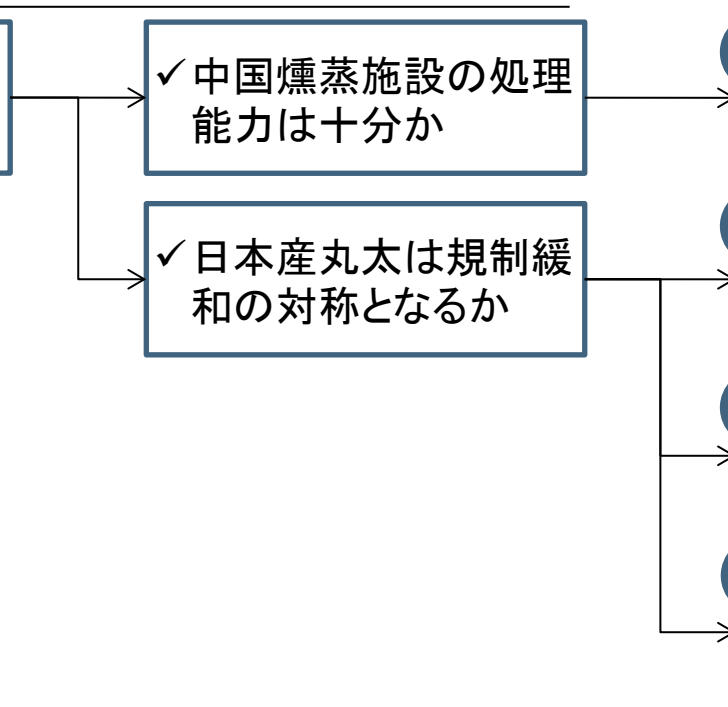 ✓中国燻蒸施設の処理
能力は十分か
✓日本産丸太は規制緩
和の対称となるか